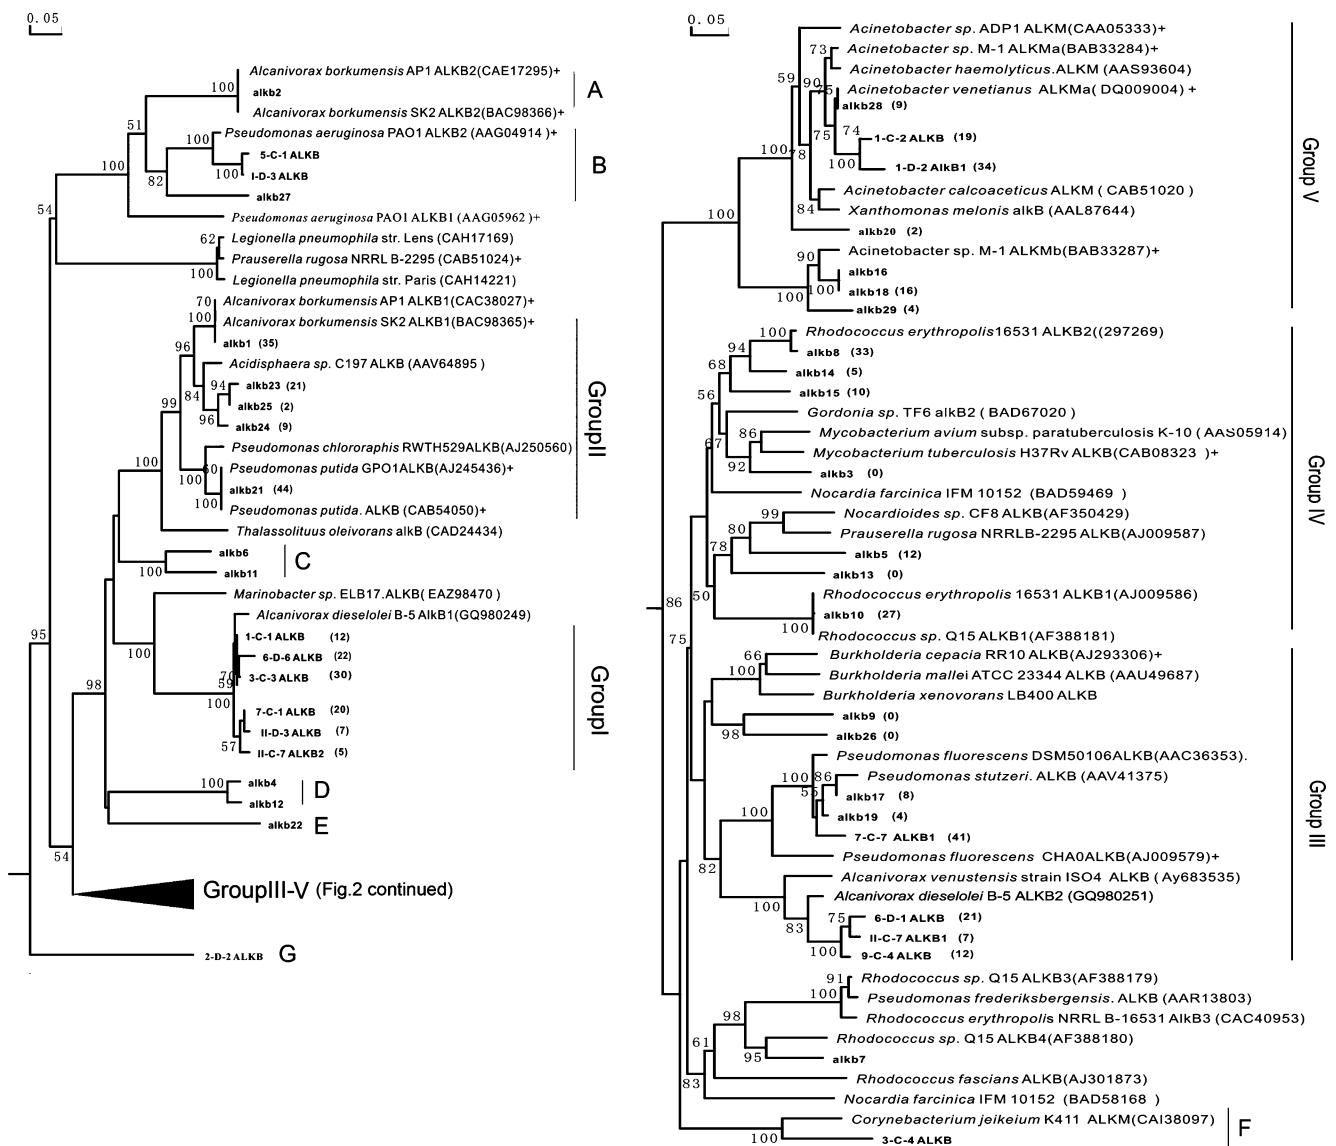 0.05
Alcanivorax borkumensis AP1 ALKB2(CAE17295)+
100
alkb2
A
Alcanivorax borkumensis SK2 ALKB2(BAC98366)+
51
Pseudomonas aeruginosa PAO1 ALKB2 (AAG04914 )+
100
5-C-1 ALKB
B
100
100
I-D-3 ALKB
82
alkb27
54
Pseudomonas aeruginosa PAO1 ALKB1 (AAG05962 )+
62
Legionella pneumophila str. Lens (CAH17169)
Prauserella rugosa NRRL B-2295 (CAB51024)+
100
Legionella pneumophila str. Paris (CAH14221)
70
Alcanivorax borkumensis AP1 ALKB1(CAC38027)+
100
Alcanivorax borkumensis SK2 ALKB1(BAC98365)+
alkb1 (35)
96
Acidisphaera sp. C197 ALKB (AAV64895 )
94
alkb23 (21)
84
alkb25 (2)
99
96
alkb24 (9)
GroupII
Pseudomonas chlororaphis RWTH529ALKB(AJ250560)
100
60
Pseudomonas putida GPO1ALKB(AJ245436)+
100
alkb21 (44)
100
Pseudomonas putida. ALKB (CAB54050)+
Thalassolituus oleivorans alkB (CAD24434)
alkb6
C
100
alkb11
Marinobacter sp. ELB17.ALKB( EAZ98470 )
Alcanivorax dieselolei B-5 AlkB1(GQ980249)
95
1-C-1 ALKB (12)
100
6-D-6 ALKB (22)
70
3-C-3 ALKB (30)
59
98
100
GroupI
7-C-1 ALKB (20)
II-D-3 ALKB (7)
57
II-C-7 ALKB2 (5)
100
alkb4
D
alkb12
alkb22
E
54
GroupIII-V (Fig.2 continued)
2-D-2 ALKB
G
0.05
Acinetobacter sp. ADP1 ALKM(CAA05333)+
73
Acinetobacter sp. M-1 ALKMa(BAB33284)+
Acinetobacter haemolyticus.ALKM (AAS93604)
59
90
75
Acinetobacter venetianus ALKMa( DQ009004) +
alkb28 (9)
75
74
1-C-2 ALKB (19)
100
78
100
1-D-2 AlkB1 (34)
Group V
Acinetobacter calcoaceticus ALKM ( CAB51020 )
84
Xanthomonas melonis alkB (AAL87644)
100
alkb20 (2)
Acinetobacter sp. M-1 ALKMb(BAB33287)+
90
alkb16
100
100
alkb18 (16)
alkb29 (4)
100
Rhodococcus erythropolis16531 ALKB2((297269)
94
alkb8 (33)
68
alkb14 (5)
56
alkb15 (10)
Gordonia sp. TF6 alkB2 ( BAD67020 )
67
86
Mycobacterium avium subsp. paratuberculosis K-10 ( AAS05914)
Mycobacterium tuberculosis H37Rv ALKB(CAB08323 )+
92
alkb3 (0)
Group IV
Nocardia farcinica IFM 10152 (BAD59469 )
99
Nocardioides sp. CF8 ALKB(AF350429)
80
Prauserella rugosa NRRLB-2295 ALKB(AJ009587)
78
alkb5 (12)
alkb13 (0)
50
Rhodococcus erythropolis 16531 ALKB1(AJ009586)
86
alkb10 (27)
100
Rhodococcus sp. Q15 ALKB1(AF388181)
75
66
Burkholderia cepacia RR10 ALKB(AJ293306)+
100
Burkholderia mallei ATCC 23344 ALKB (AAU49687)
Burkholderia xenovorans LB400 ALKB
alkb9 (0)
98
alkb26 (0)
Pseudomonas fluorescens DSM50106ALKB(AAC36353).
100
86
Pseudomonas stutzeri. ALKB (AAV41375)
55
alkb17 (8)
100
alkb19 (4)
7-C-7 ALKB1 (41)
Group III
82
Pseudomonas fluorescens CHA0ALKB(AJ009579)+
Alcanivorax venustensis strain ISO4 ALKB ( Ay683535)
100
Alcanivorax dieselolei B-5 ALKB2 (GQ980251)
75
6-D-1 ALKB (21)
83
II-C-7 ALKB1 (7)
100
9-C-4 ALKB (12)
91
Rhodococcus sp. Q15 ALKB3(AF388179)
100
Pseudomonas frederiksbergensis. ALKB (AAR13803)
98
Rhodococcus erythropolis NRRL B-16531 AlkB3 (CAC40953)
61
Rhodococcus sp. Q15 ALKB4(AF388180)
95
alkb7
83
Rhodococcus fascians ALKB(AJ301873)
Nocardia farcinica IFM 10152 (BAD58168 )
Corynebacterium jeikeium K411 ALKM(CAI38097)
F
100
3-C-4 ALKB